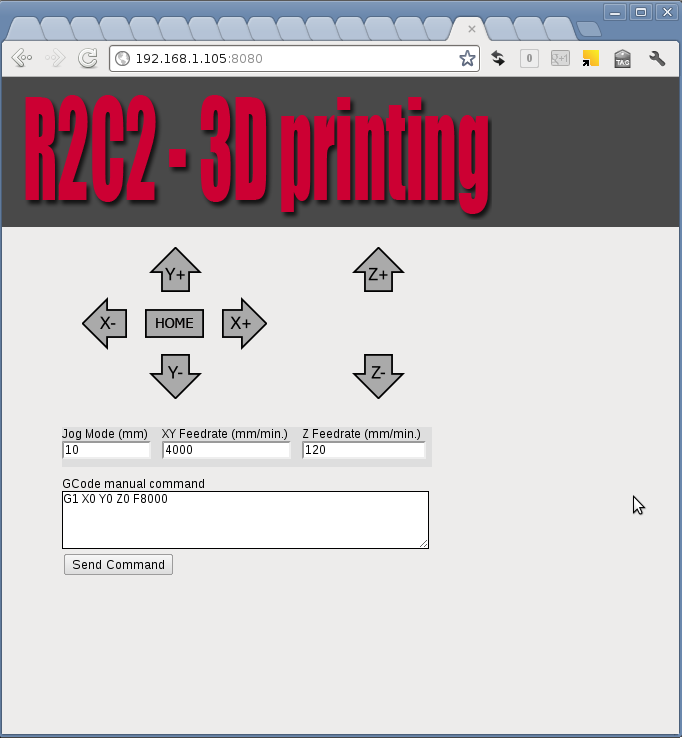 192.168.1.105:8080
0
g+1
TAG
R2C2 - 3D printing
Y+
Z+
X-
HOME
X+
Y-
Z-
Jog Mode (mm) XY Feedrate (mm/min.) Z Feedrate (mm/min.)
10 4000 120
GCode manual command
G1 X0 Y0 Z0 F8000
Send Command